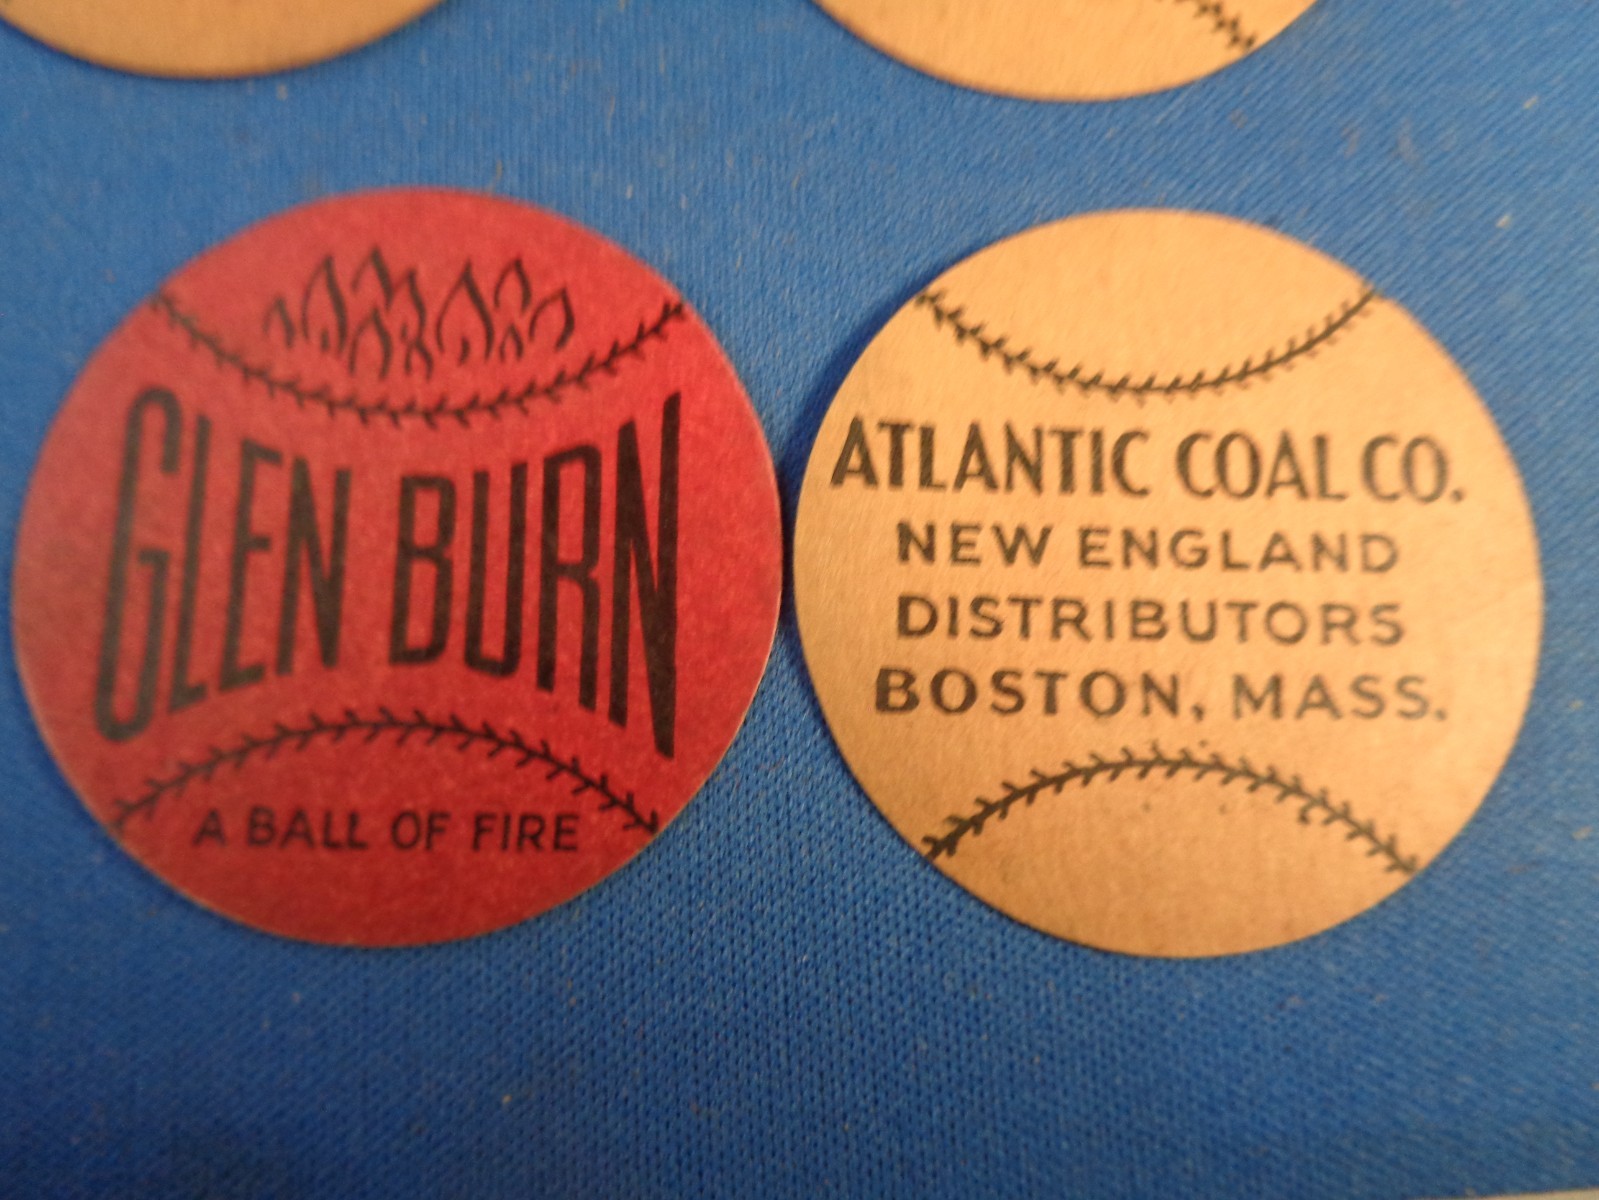 GLEN BURN
A BALL OF FIRE
ATLANTIC COAL CO.
NEW ENGLAND
DISTRIBUTORS
BOSTON, MASS.